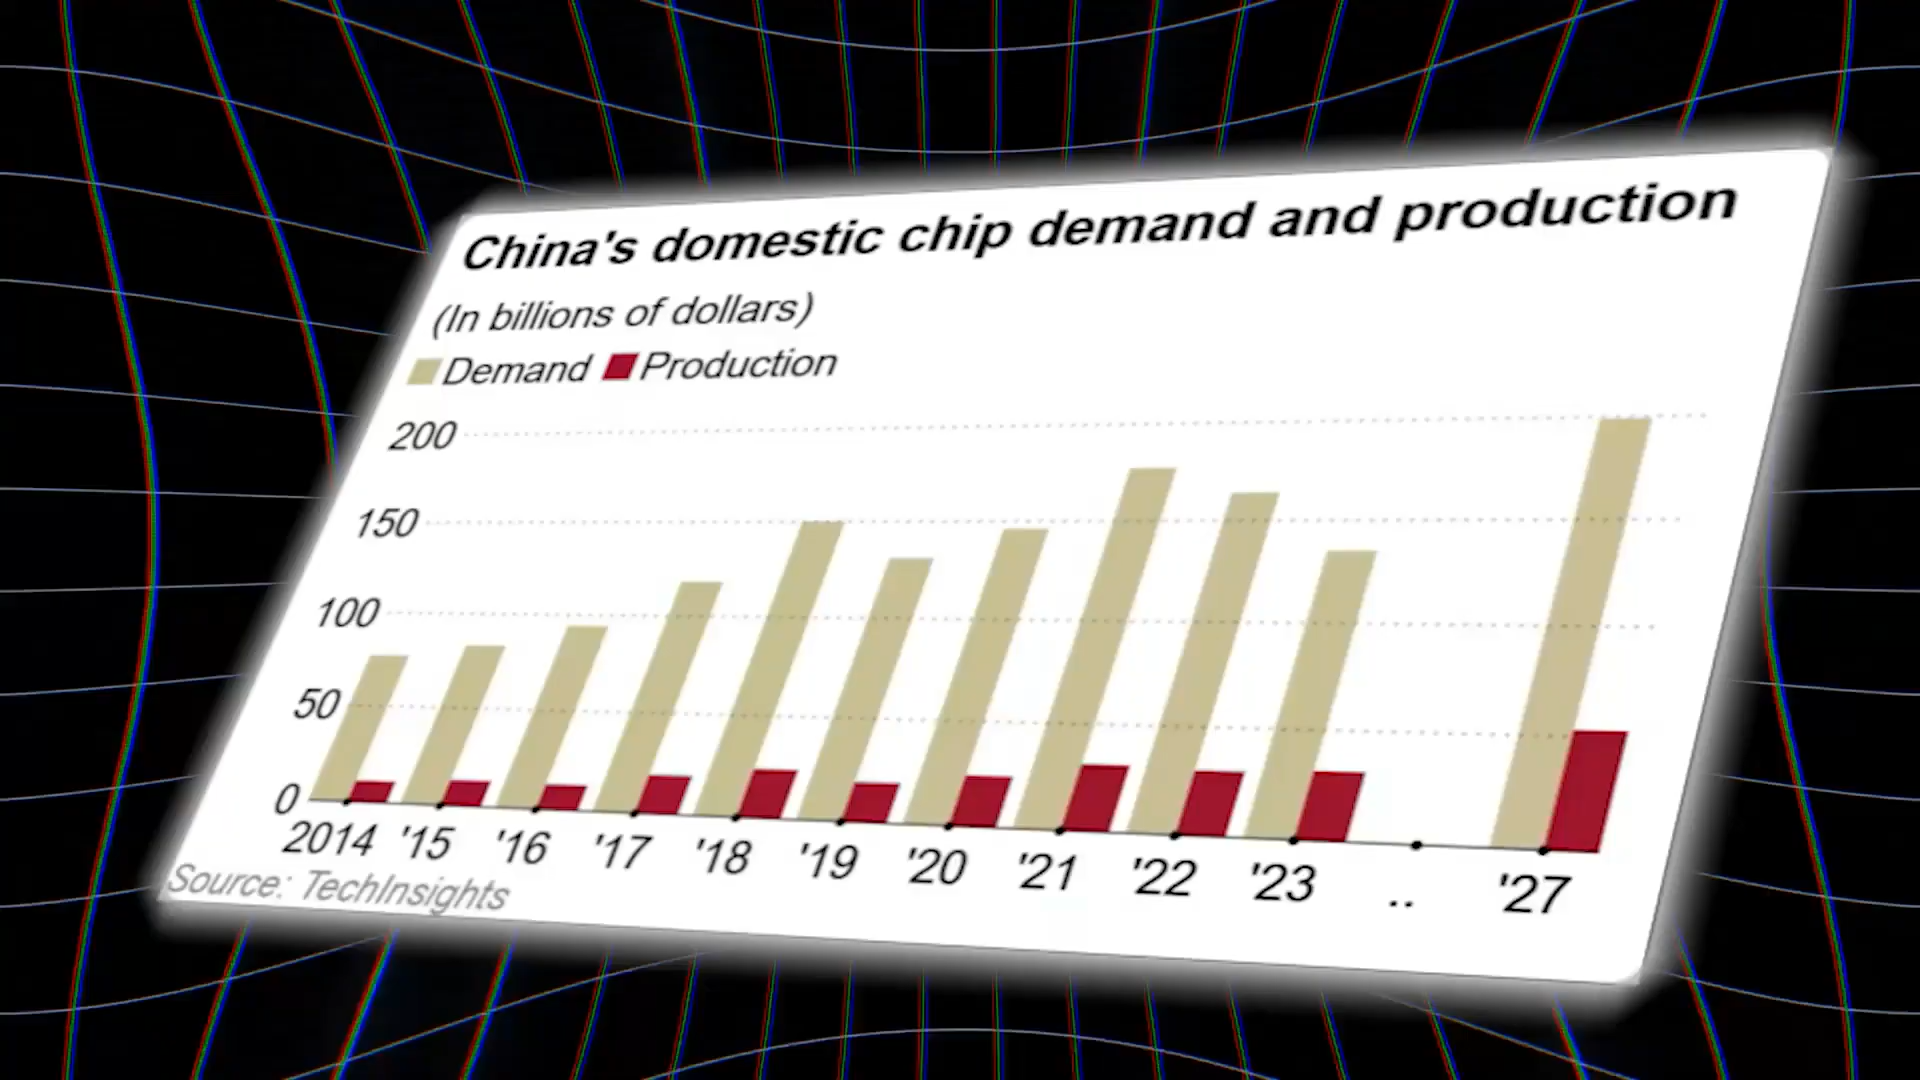 China's domestic chip demand and production
(In billions of dollars)
Demand Production
200
150
100
50
0
2014 '15 '16 '17 '18 '19 '20 '21 '22 '23 .. '27
Source: TechInsights